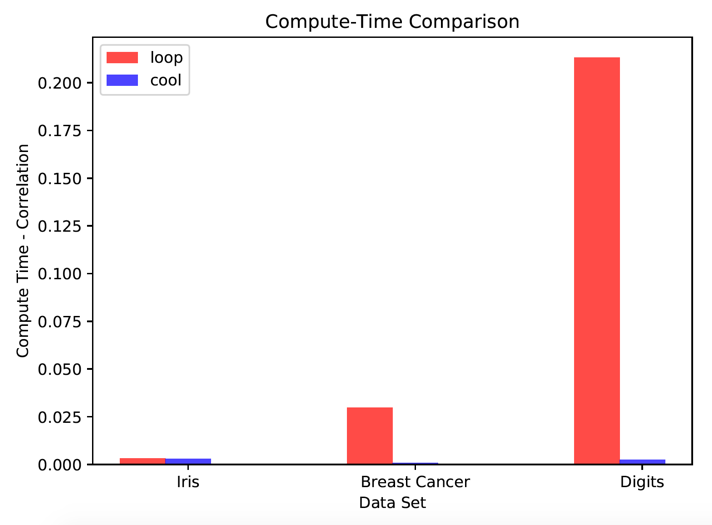 Compute-Time Comparison
loop
cool
Compute Time - Correlation
0.200
0.175
0.150
0.125
0.100
0.075
0.050
0.025
0.000
Iris
Breast Cancer
Digits
Data Set